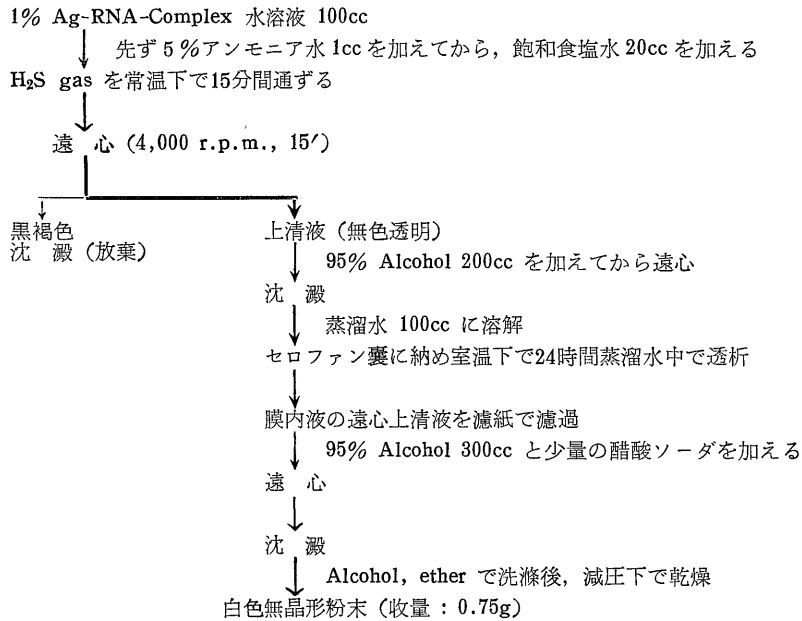 1% Ag-RNA-Complex 水溶液 100cc
先ず5%アンモニア水1ccを加えてから，飽和食塩水20ccを加える
H₂S gas を常温下で15分間通ずる
遠 心 (4,000 r.p.m., 15′)
黒褐色
沈 澱（放棄）
上清液（無色透明）
95% Alcohol 200cc を加えてから遠心
沈 澱
蒸溜水 100cc に溶解
セロファン嚢に納め室温下で24時間蒸溜水中で透析
膜内液の遠心上清液を濾紙で濾過
95% Alcohol 300cc と少量の醋酸ソーダを加える
遠 心
沈 澱
Alcohol, ether で洗滌後，減圧下で乾燥
白色無晶形粉末（收量：0.75g）